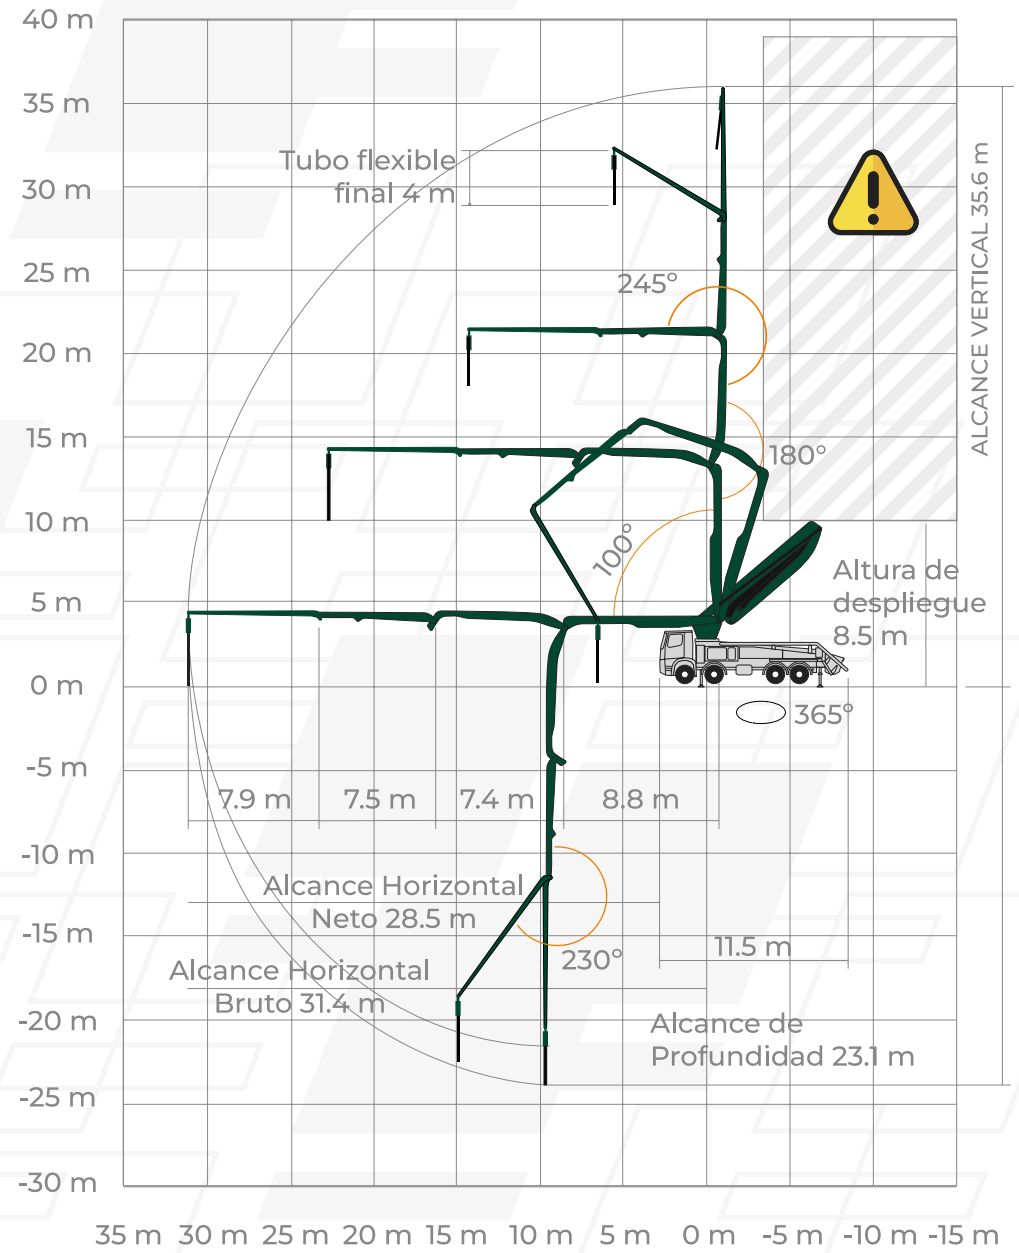 40 m
35 m
Tubo flexible
final 4 m
30 m
25 m
245°
20 m
ALCANCE VERTICAL 35.6 m
15 m
180°
10 m
100°
Altura de
despliegue
8.5 m
5 m
0 m
365°
-5 m
7.9 m 7.5 m 7.4 m 8.8 m
-10 m
Alcance Horizontal
Neto 28.5 m
-15 m
11.5 m
230°
Alcance Horizontal
Bruto 31.4 m
-20 m
Alcance de
Profundidad 23.1 m
-25 m
-30 m
35 m 30 m 25 m 20 m 15 m 10 m 5 m 0 m -5 m -10 m -15 m